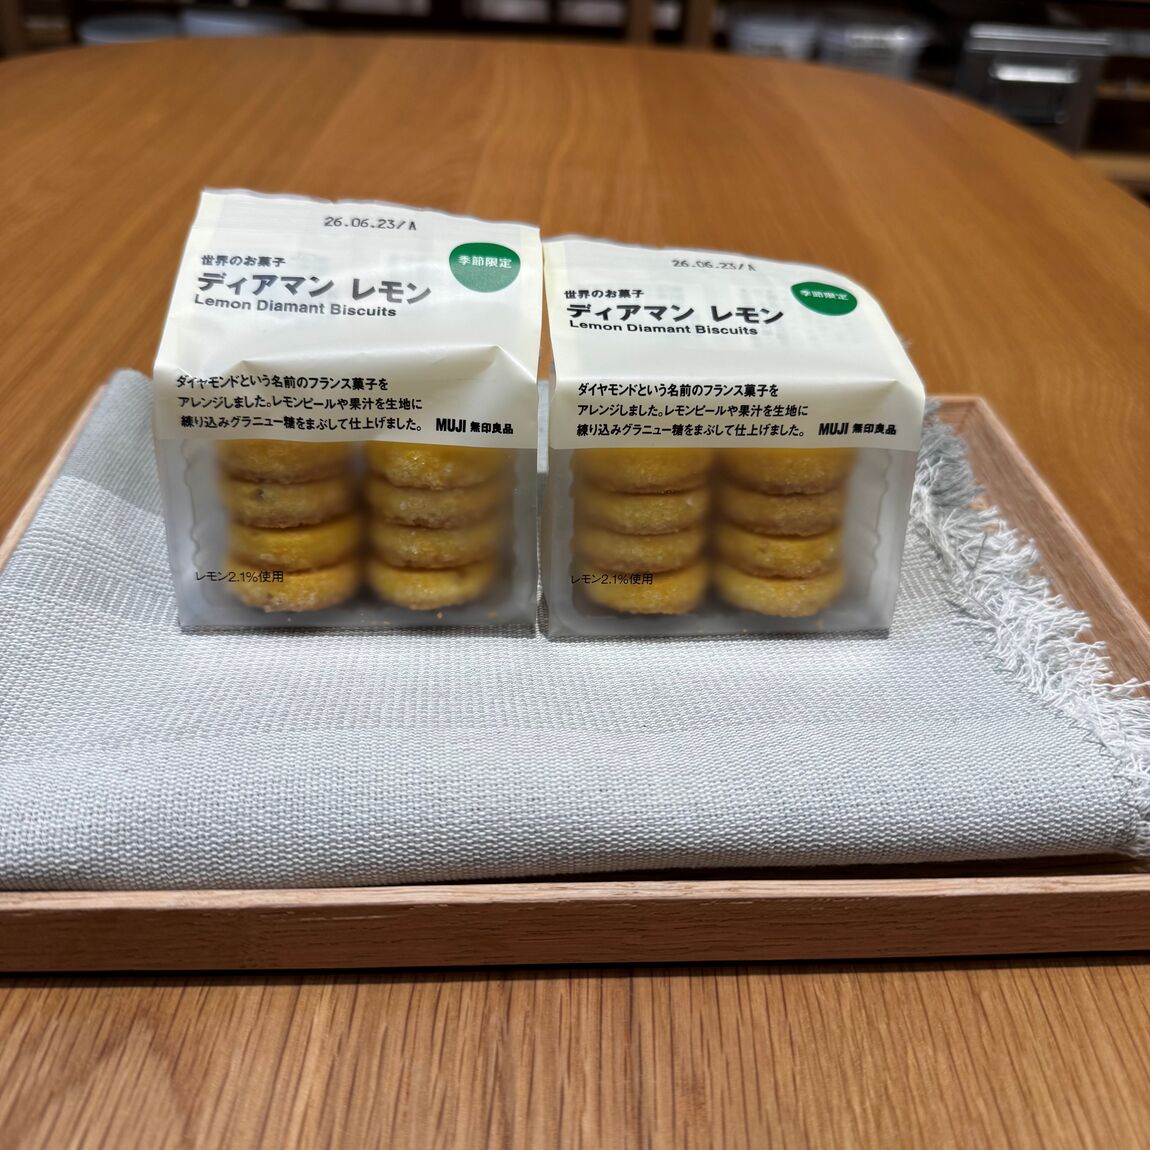 26.06.23/A
季節限定
世界のお菓子
ディアマン レモン
Lemon Diamant Biscuits
ダイヤモンドという名前のフランス菓子を
アレンジしました。レモンピールや果汁を生地に
練り込みグラニュー糖をまぶして仕上げました。 MUJI 無印良品
レモン2.1%使用
26.06.23/A
季節限定
世界のお菓子
ディアマン レモン
Lemon Diamant Biscuits
ダイヤモンドという名前のフランス菓子を
アレンジしました。レモンピールや果汁を生地に
練り込みグラニュー糖をまぶして仕上げました。 MUJI 無印良品
レモン2.1%使用